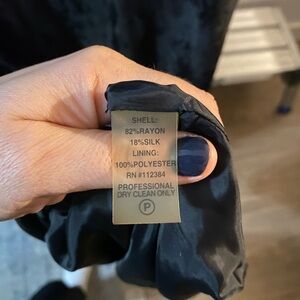 SHELL:
82%RAYON
18%SILK
LINING:
100%POLYESTER
RN #112384
PROFESSIONAL
DRY CLEAN ONLY
P